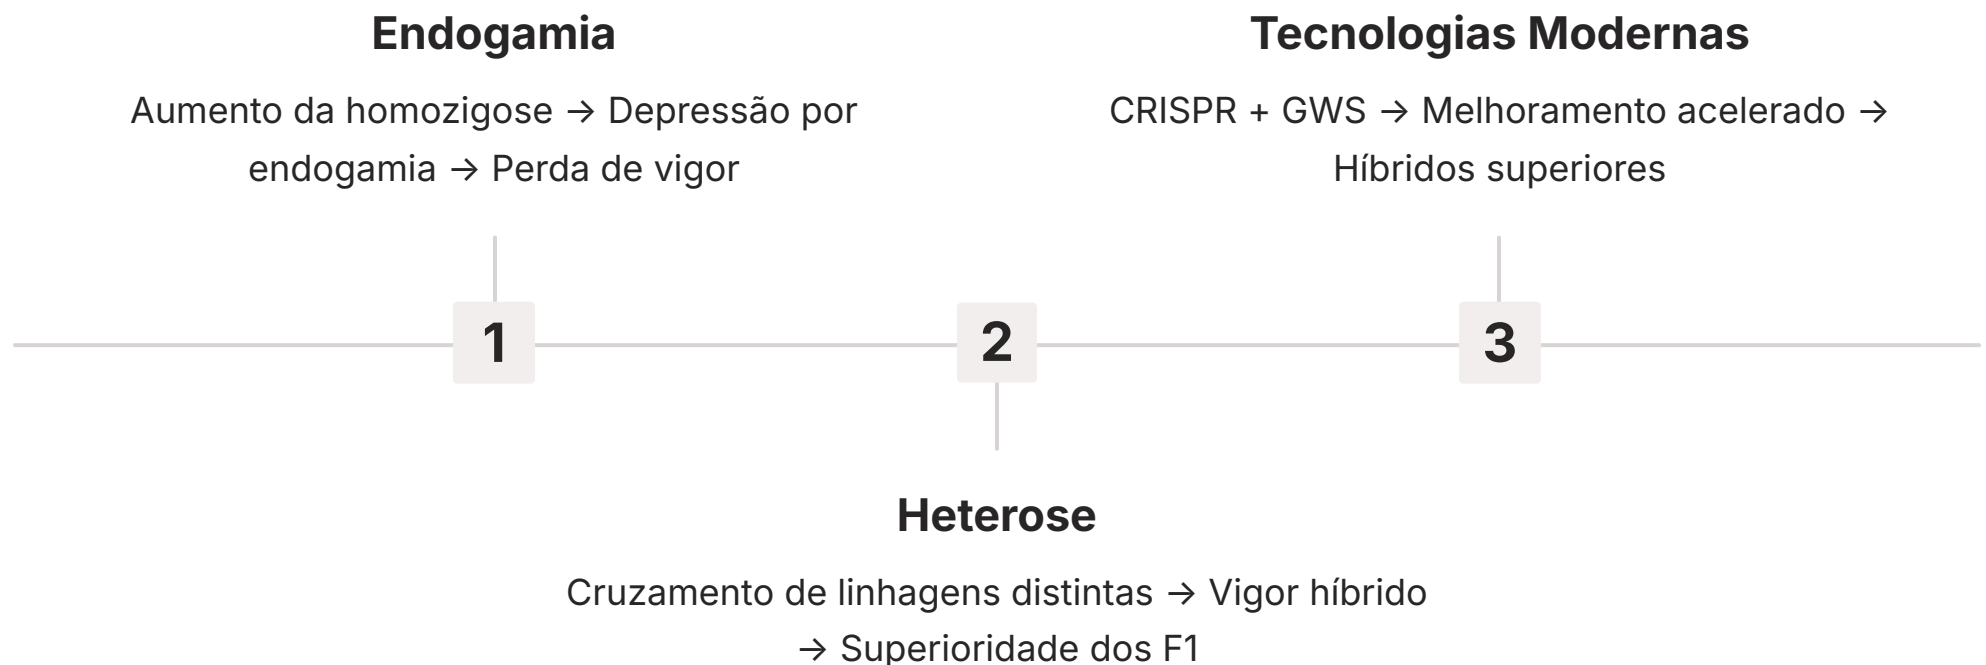 Endogamia
Aumento da homozigose → Depressão por
endogamia → Perda de vigor
Tecnologias Modernas
CRISPR + GWS → Melhoramento acelerado →
Híbridos superiores
1
2
3
Heterose
Cruzamento de linhagens distintas → Vigor híbrido
→ Superioridade dos F1